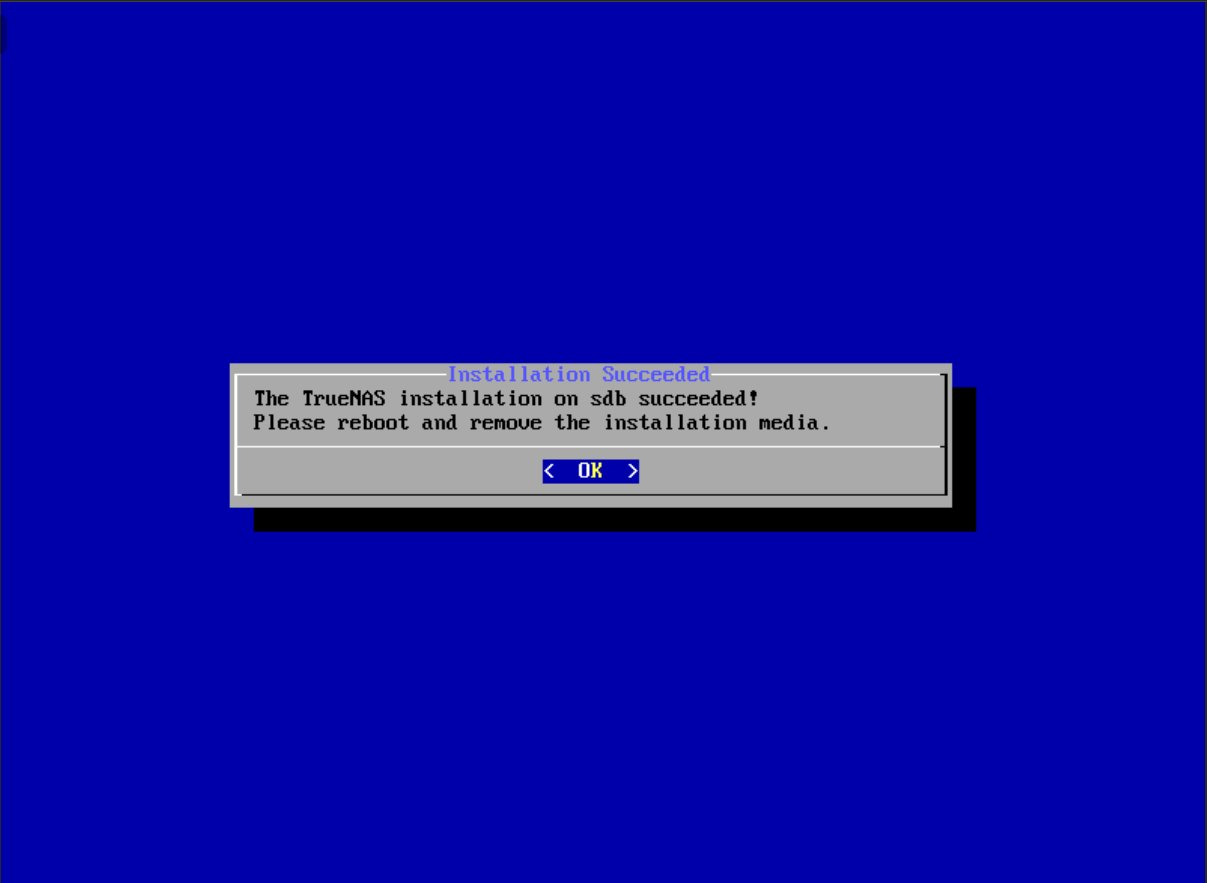 Installation Succeeded
The TrueNAS installation on sdb succeeded!
Please reboot and remove the installation media.
< OK >